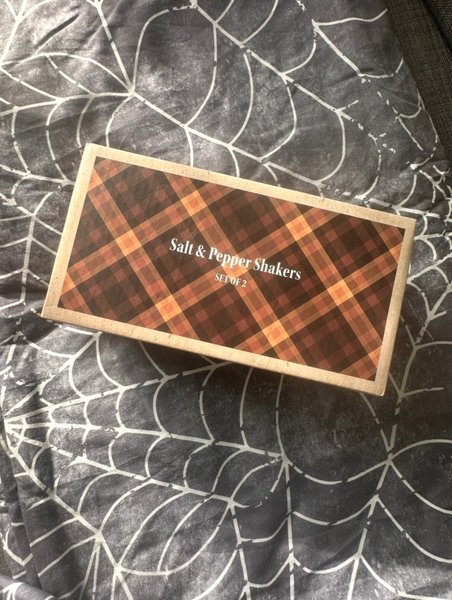 Salt & Pepper Shakers
SET OF 2